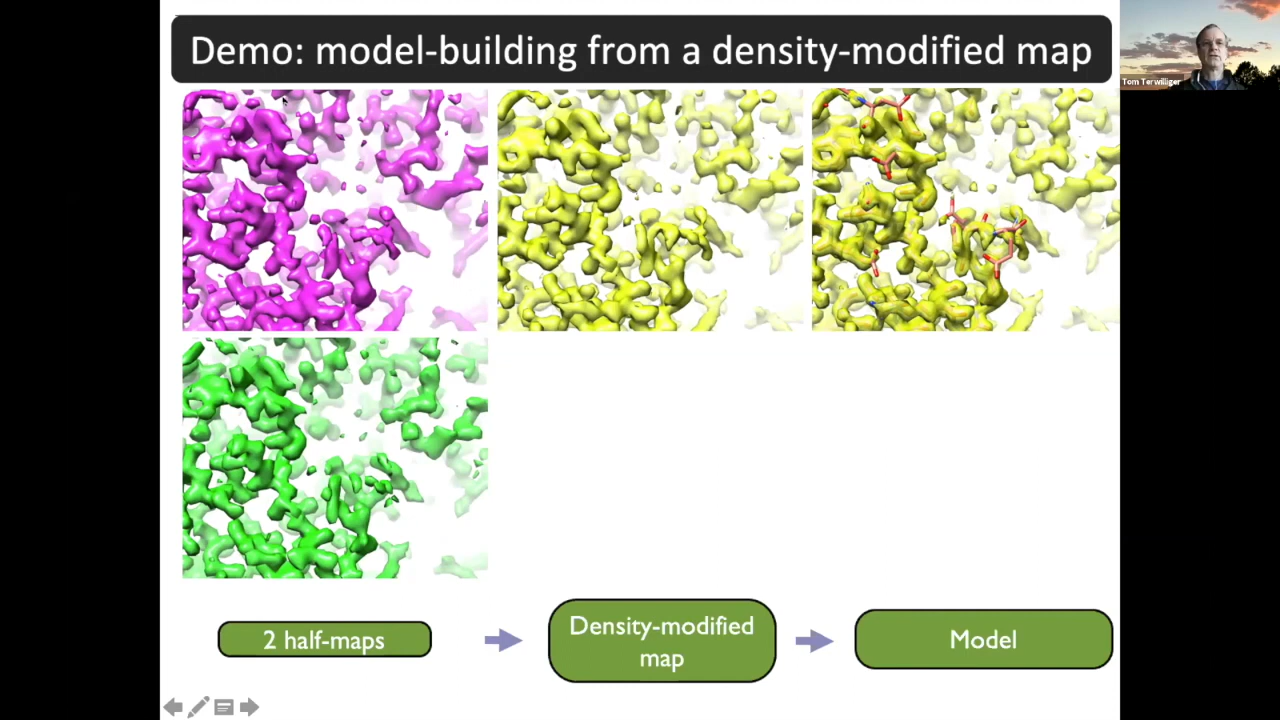 Demo: model-building from a density-modified map
Tom Terwilliger
2 half-maps
Density-modified
map
Model